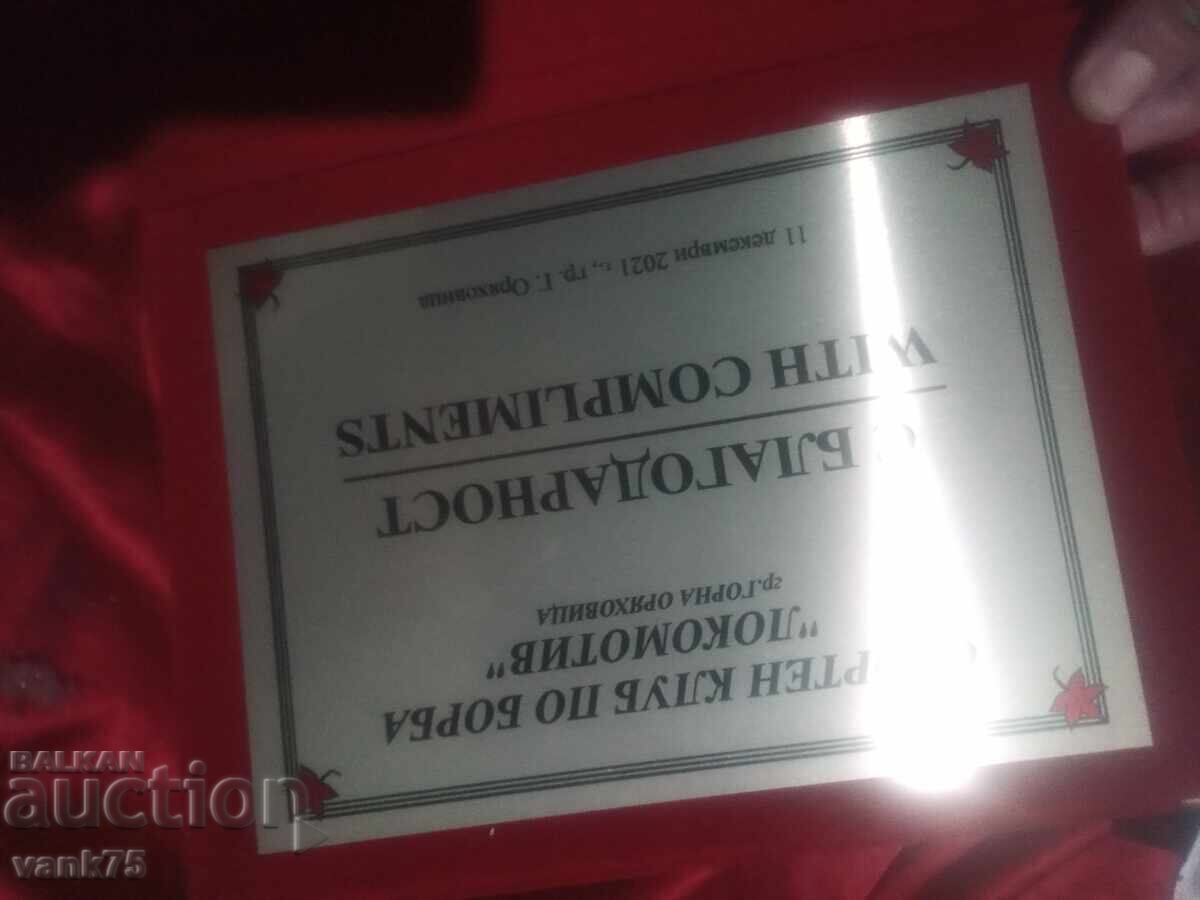 КЛУБ ПО БОРБА
"ЛОКОМОТИВ"
гр.ГОРНА ОРЯХОВИЦА
БЛАГОДАРНОСТ
WITH COMPLIMENTS
11 декември 2021 г., гр. Г. Оряховица
BALKAN
auction
vank75